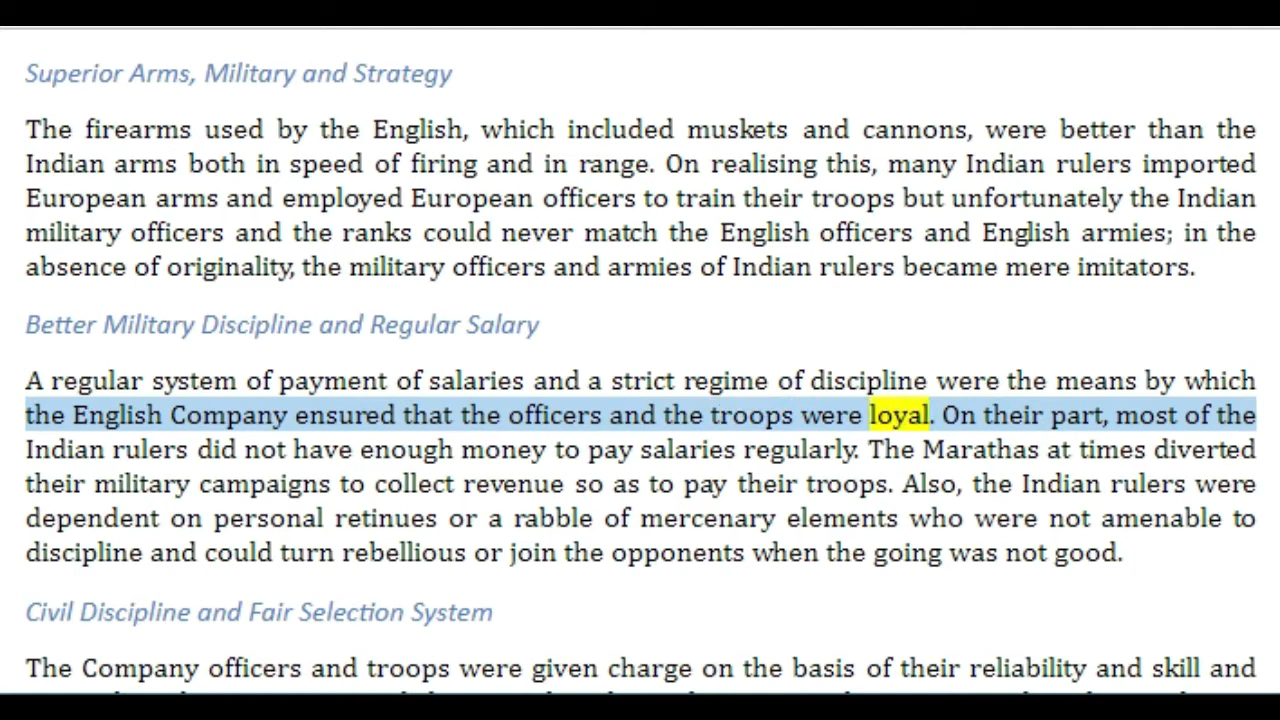 Superior Arms, Military and Strategy
The firearms used by the English, which included muskets and cannons, were better than the
Indian arms both in speed of firing and in range. On realising this, many Indian rulers imported
European arms and employed European officers to train their troops but unfortunately the Indian
military officers and the ranks could never match the English officers and English armies; in the
absence of originality, the military officers and armies of Indian rulers became mere imitators.
Better Military Discipline and Regular Salary
A regular system of payment of salaries and a strict regime of discipline were the means by which
the English Company ensured that the officers and the troops were loyal. On their part, most of the
Indian rulers did not have enough money to pay salaries regularly. The Marathas at times diverted
their military campaigns to collect revenue so as to pay their troops. Also, the Indian rulers were
dependent on personal retinues or a rabble of mercenary elements who were not amenable to
discipline and could turn rebellious or join the opponents when the going was not good.
Civil Discipline and Fair Selection System
The Company officers and troops were given charge on the basis of their reliability and skill and